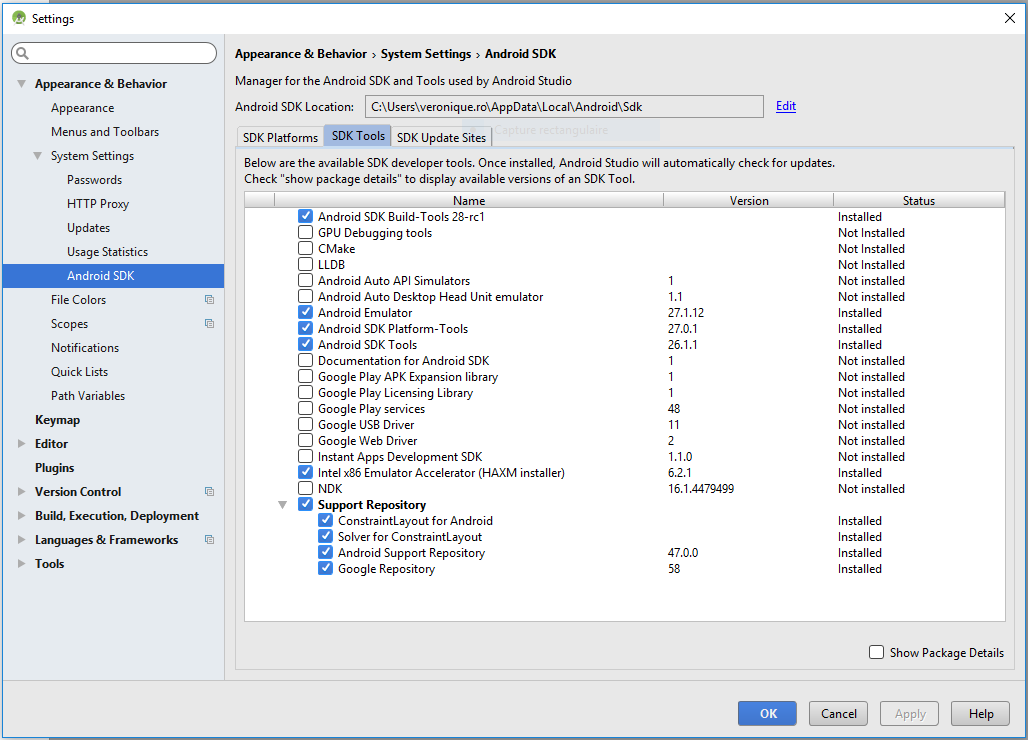 Settings
Appearance & Behavior
Appearance
Menus and Toolbars
System Settings
Passwords
HTTP Proxy
Updates
Usage Statistics
Android SDK
File Colors
Scopes
Notifications
Quick Lists
Path Variables
Keymap
Editor
Plugins
Version Control
Build, Execution, Deployment
Languages & Frameworks
Tools
Appearance & Behavior › System Settings › Android SDK
Manager for the Android SDK and Tools used by Android Studio
Android SDK Location: C:\Users\veronique.ro\AppData\Local\Android\Sdk Edit
Capture rectangulaire
SDK Platforms SDK Tools SDK Update Sites
Below are the available SDK developer tools. Once installed, Android Studio will automatically check for updates.
Check "show package details" to display available versions of an SDK Tool.
Name Version Status
Android SDK Build-Tools 28-rc1 Installed
GPU Debugging tools Not Installed
CMake Not Installed
LLDB Not Installed
Android Auto API Simulators 1 Not installed
Android Auto Desktop Head Unit emulator 1.1 Not installed
Android Emulator 27.1.12 Installed
Android SDK Platform-Tools 27.0.1 Installed
Android SDK Tools 26.1.1 Installed
Documentation for Android SDK 1 Not installed
Google Play APK Expansion library 1 Not installed
Google Play Licensing Library 1 Not installed
Google Play services 48 Not installed
Google USB Driver 11 Not installed
Google Web Driver 2 Not installed
Instant Apps Development SDK 1.1.0 Not installed
Intel x86 Emulator Accelerator (HAXM installer) 6.2.1 Installed
NDK 16.1.4479499 Not installed
Support Repository
ConstraintLayout for Android Installed
Solver for ConstraintLayout Installed
Android Support Repository 47.0.0 Installed
Google Repository 58 Installed
Show Package Details
OK Cancel Apply Help